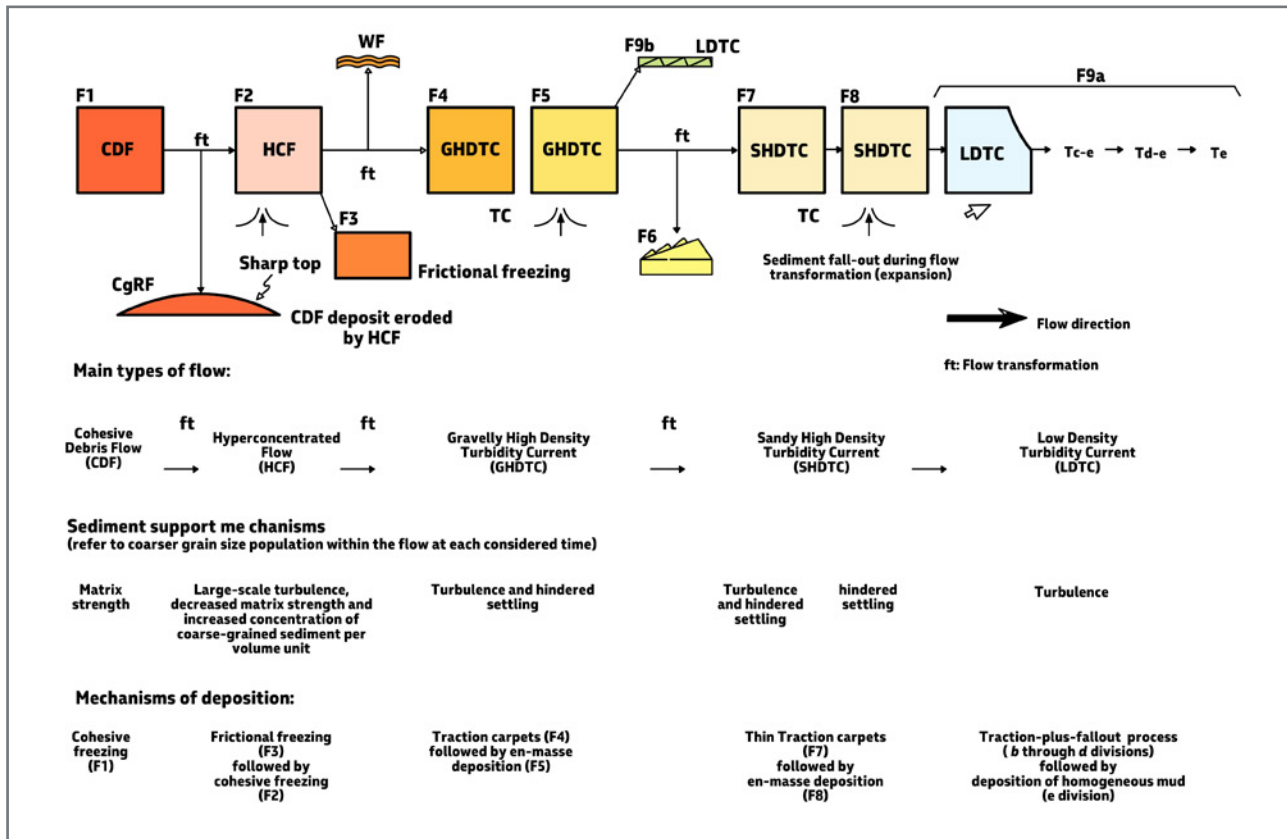 WF
F9b LDTC
F9a
F1
F2
F4
F5
F7
F8
CDF
ft
HCF
ft
GHDTC
GHDTC
ft
SHDTC
SHDTC
LDTC
Tc-e
Td-e
Te
F3
TC
F6
TC
Frictional freezing
Sharp top
CgRF
CDF deposit eroded
by HCF
Sediment fall-out during flow
transformation (expansion)
Flow direction
ft: Flow transformation
Main types of flow:
Cohesive
Debris Flow
(CDF)
ft
Hyperconcentrated
Flow
(HCF)
ft
Gravelly High Density
Turbidity Current
(GHDTC)
ft
Sandy High Density
Turbidity Current
(SHDTC)
Low Density
Turbidity Current
(LDTC)
Sediment support me chanisms
(refer to coarser grain size population within the flow at each considered time)
Matrix
strength
Large-scale turbulence,
decreased matrix strength and
increased concentration of
coarse-grained sediment per
volume unit
Turbulence and hindered
settling
Turbulence
and hindered
settling
hindered
settling
Turbulence
Mechanisms of deposition:
Cohesive
freezing
(F1)
Frictional freezing
(F3)
followed by
cohesive freezing
(F2)
Traction carpets (F4)
followed by en-masse
deposition (F5)
Thin Traction carpets
(F7)
followed by
en-masse deposition
(F8)
Traction-plus-fallout process
( b through d divisions)
followed by
deposition of homogeneous mud
(e division)